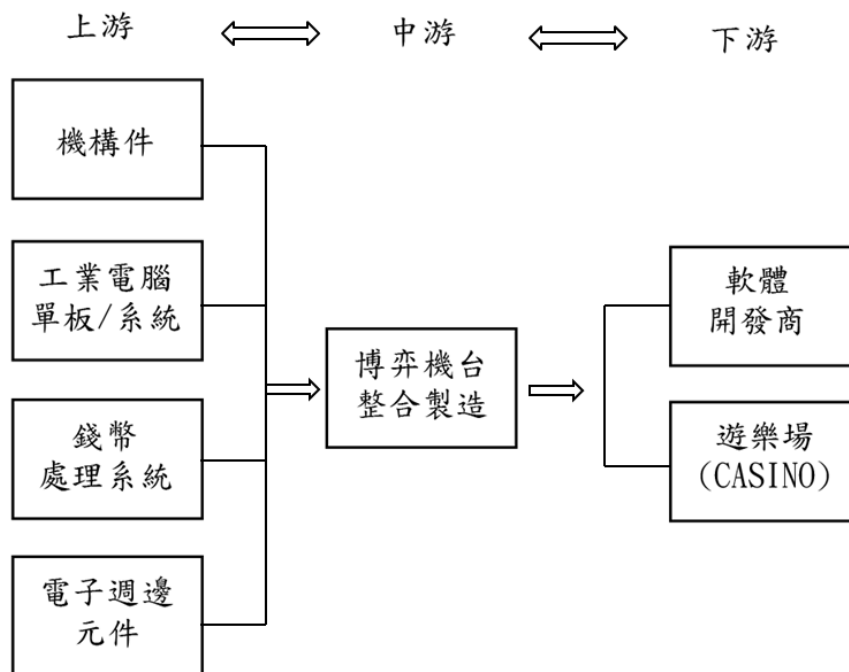 上游
中游
下游
機構件
工業電腦
單板/系統
錢幣
處理系統
電子週邊
元件
博弈機台
整合製造
軟體
開發商
遊樂場
(CASINO)